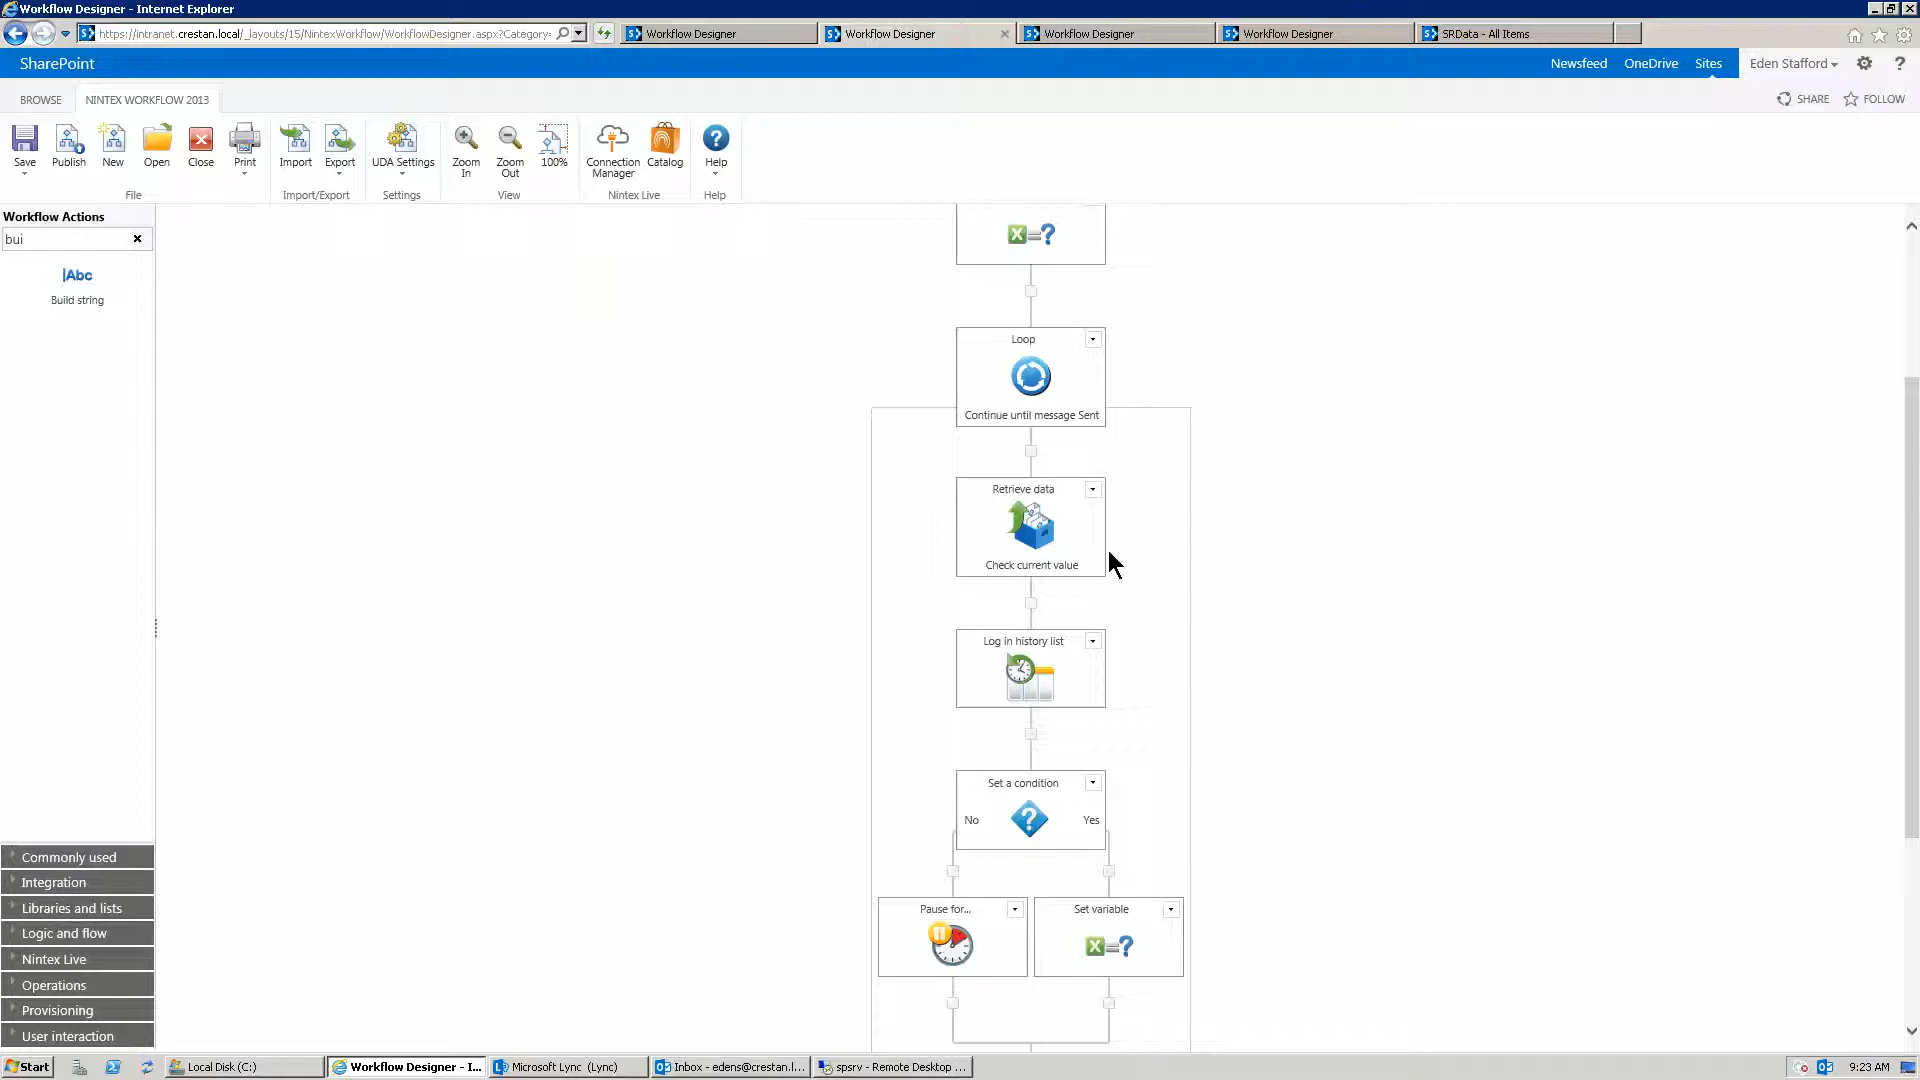 Workflow Designer - Internet Explorer
https://intranet.crestan.local/_layouts/15/NintexWorkflow/WorkflowDesigner.aspx?Category=
Workflow Designer
Workflow Designer
Workflow Designer
Workflow Designer
SRData - All Items
SharePoint
Newsfeed
OneDrive
Sites
Eden Stafford
BROWSE
NINTEX WORKFLOW 2013
SHARE
FOLLOW
Save
Publish
New
Open
Close
Print
Import
Export
UDA Settings
Zoom In
Zoom Out
100%
Connection Manager
Catalog
Help
File
Import/Export
Settings
View
Nintex Live
Help
Workflow Actions
bui
|Abc
Build string
Loop
Continue until message Sent
Retrieve data
Check current value
Log in history list
Set a condition
No
Yes
Pause for...
Set variable
Commonly used
Integration
Libraries and lists
Logic and flow
Nintex Live
Operations
Provisioning
User interaction
Start
Local Disk (C:)
Workflow Designer - I...
Microsoft Lync (Lync)
Inbox - edens@crestan.l...
spsrv - Remote Desktop ...
9:23 AM